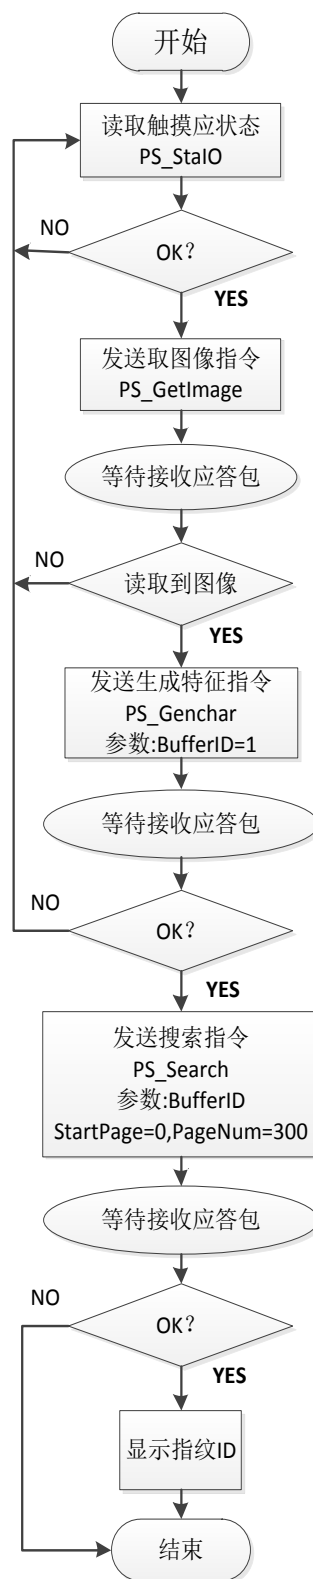 开始
读取触摸应状态
PS_StaIO
NO
OK?
YES
发送取图像指令
PS_GetImage
等待接收应答包
NO
读取到图像
YES
发送生成特征指令
PS_Genchar
参数:BufferID=1
等待接收应答包
NO
OK?
YES
发送搜索指令
PS_Search
参数:BufferID
StartPage=0,PageNum=300
等待接收应答包
NO
OK?
YES
显示指纹ID
结束